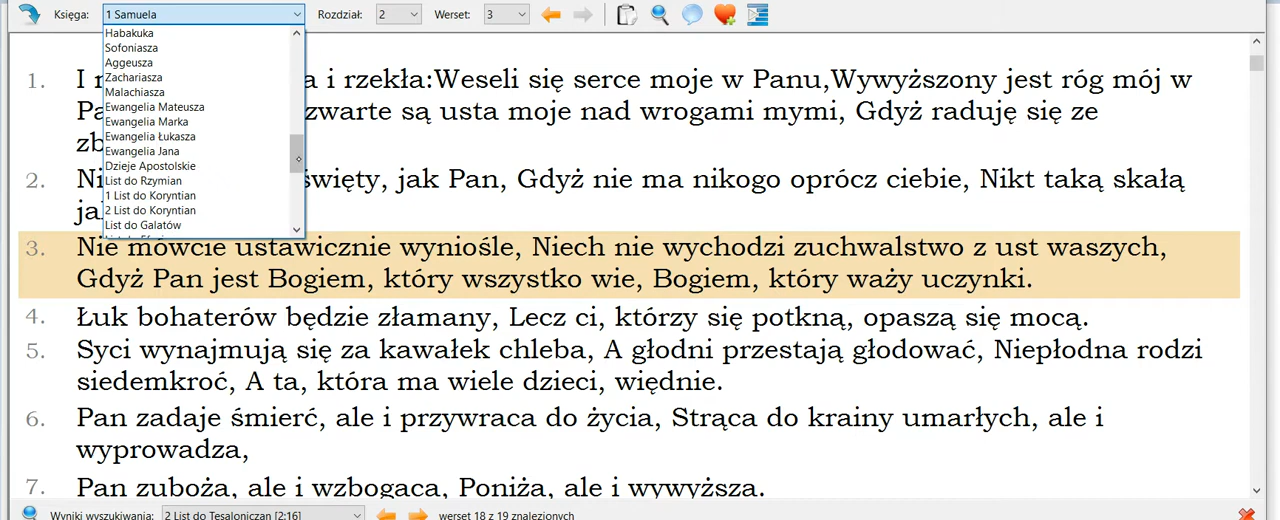 Księga: 1 Samuela Rozdział: 2 Werset: 3
Habakuka
Sofoniasza
Aggeusza
Zachariasza
Malachiasza
Ewangelia Mateusza
Ewangelia Marka
Ewangelia Łukasza
Ewangelia Jana
Dzieje Apostolskie
List do Rzymian
1 List do Koryntian
2 List do Koryntian
List do Galatów
1. I a i rzekła:Weseli się serce moje w Panu,Wywyższony jest róg mój w
zwarte są usta moje nad wrogami mymi, Gdyż raduję się ze
2. święty, jak Pan, Gdyż nie ma nikogo oprócz ciebie, Nikt taką skałą
3. Nie mówcie ustawicznie wyniośle, Niech nie wychodzi zuchwalstwo z ust waszych,
Gdyż Pan jest Bogiem, który wszystko wie, Bogiem, który waży uczynki.
4. Łuk bohaterów będzie złamany, Lecz ci, którzy się potkną, opaszą się mocą.
5. Syci wynajmują się za kawałek chleba, A głodni przestają głodować, Niepłodna rodzi
siedemkroć, A ta, która ma wiele dzieci, więdnie.
6. Pan zadaje śmierć, ale i przywraca do życia, Strąca do krainy umarłych, ale i
wyprowadza,
7. Pan zuboża, ale i wzbogaca, Poniża, ale i wywyższa.
Wyniki wyszukiwania: 2 List do Tesaloniczan [2:16] werset 18 z 19 znalezionych